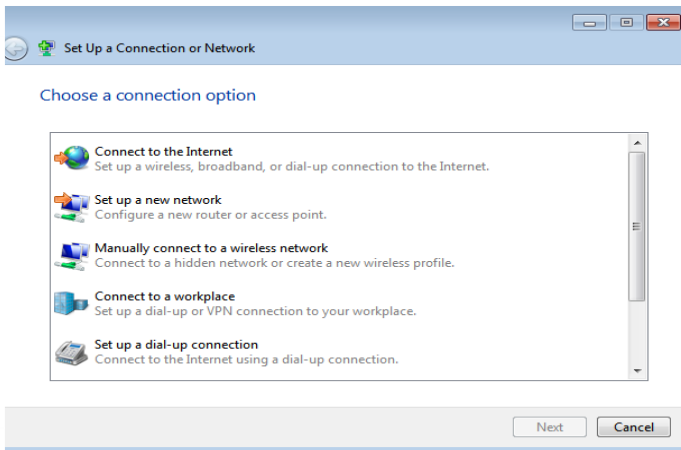 Set Up a Connection or Network
Choose a connection option
Connect to the Internet
Set up a wireless, broadband, or dial-up connection to the Internet.
Set up a new network
Configure a new router or access point.
Manually connect to a wireless network
Connect to a hidden network or create a new wireless profile.
Connect to a workplace
Set up a dial-up or VPN connection to your workplace.
Set up a dial-up connection
Connect to the Internet using a dial-up connection.
Next Cancel